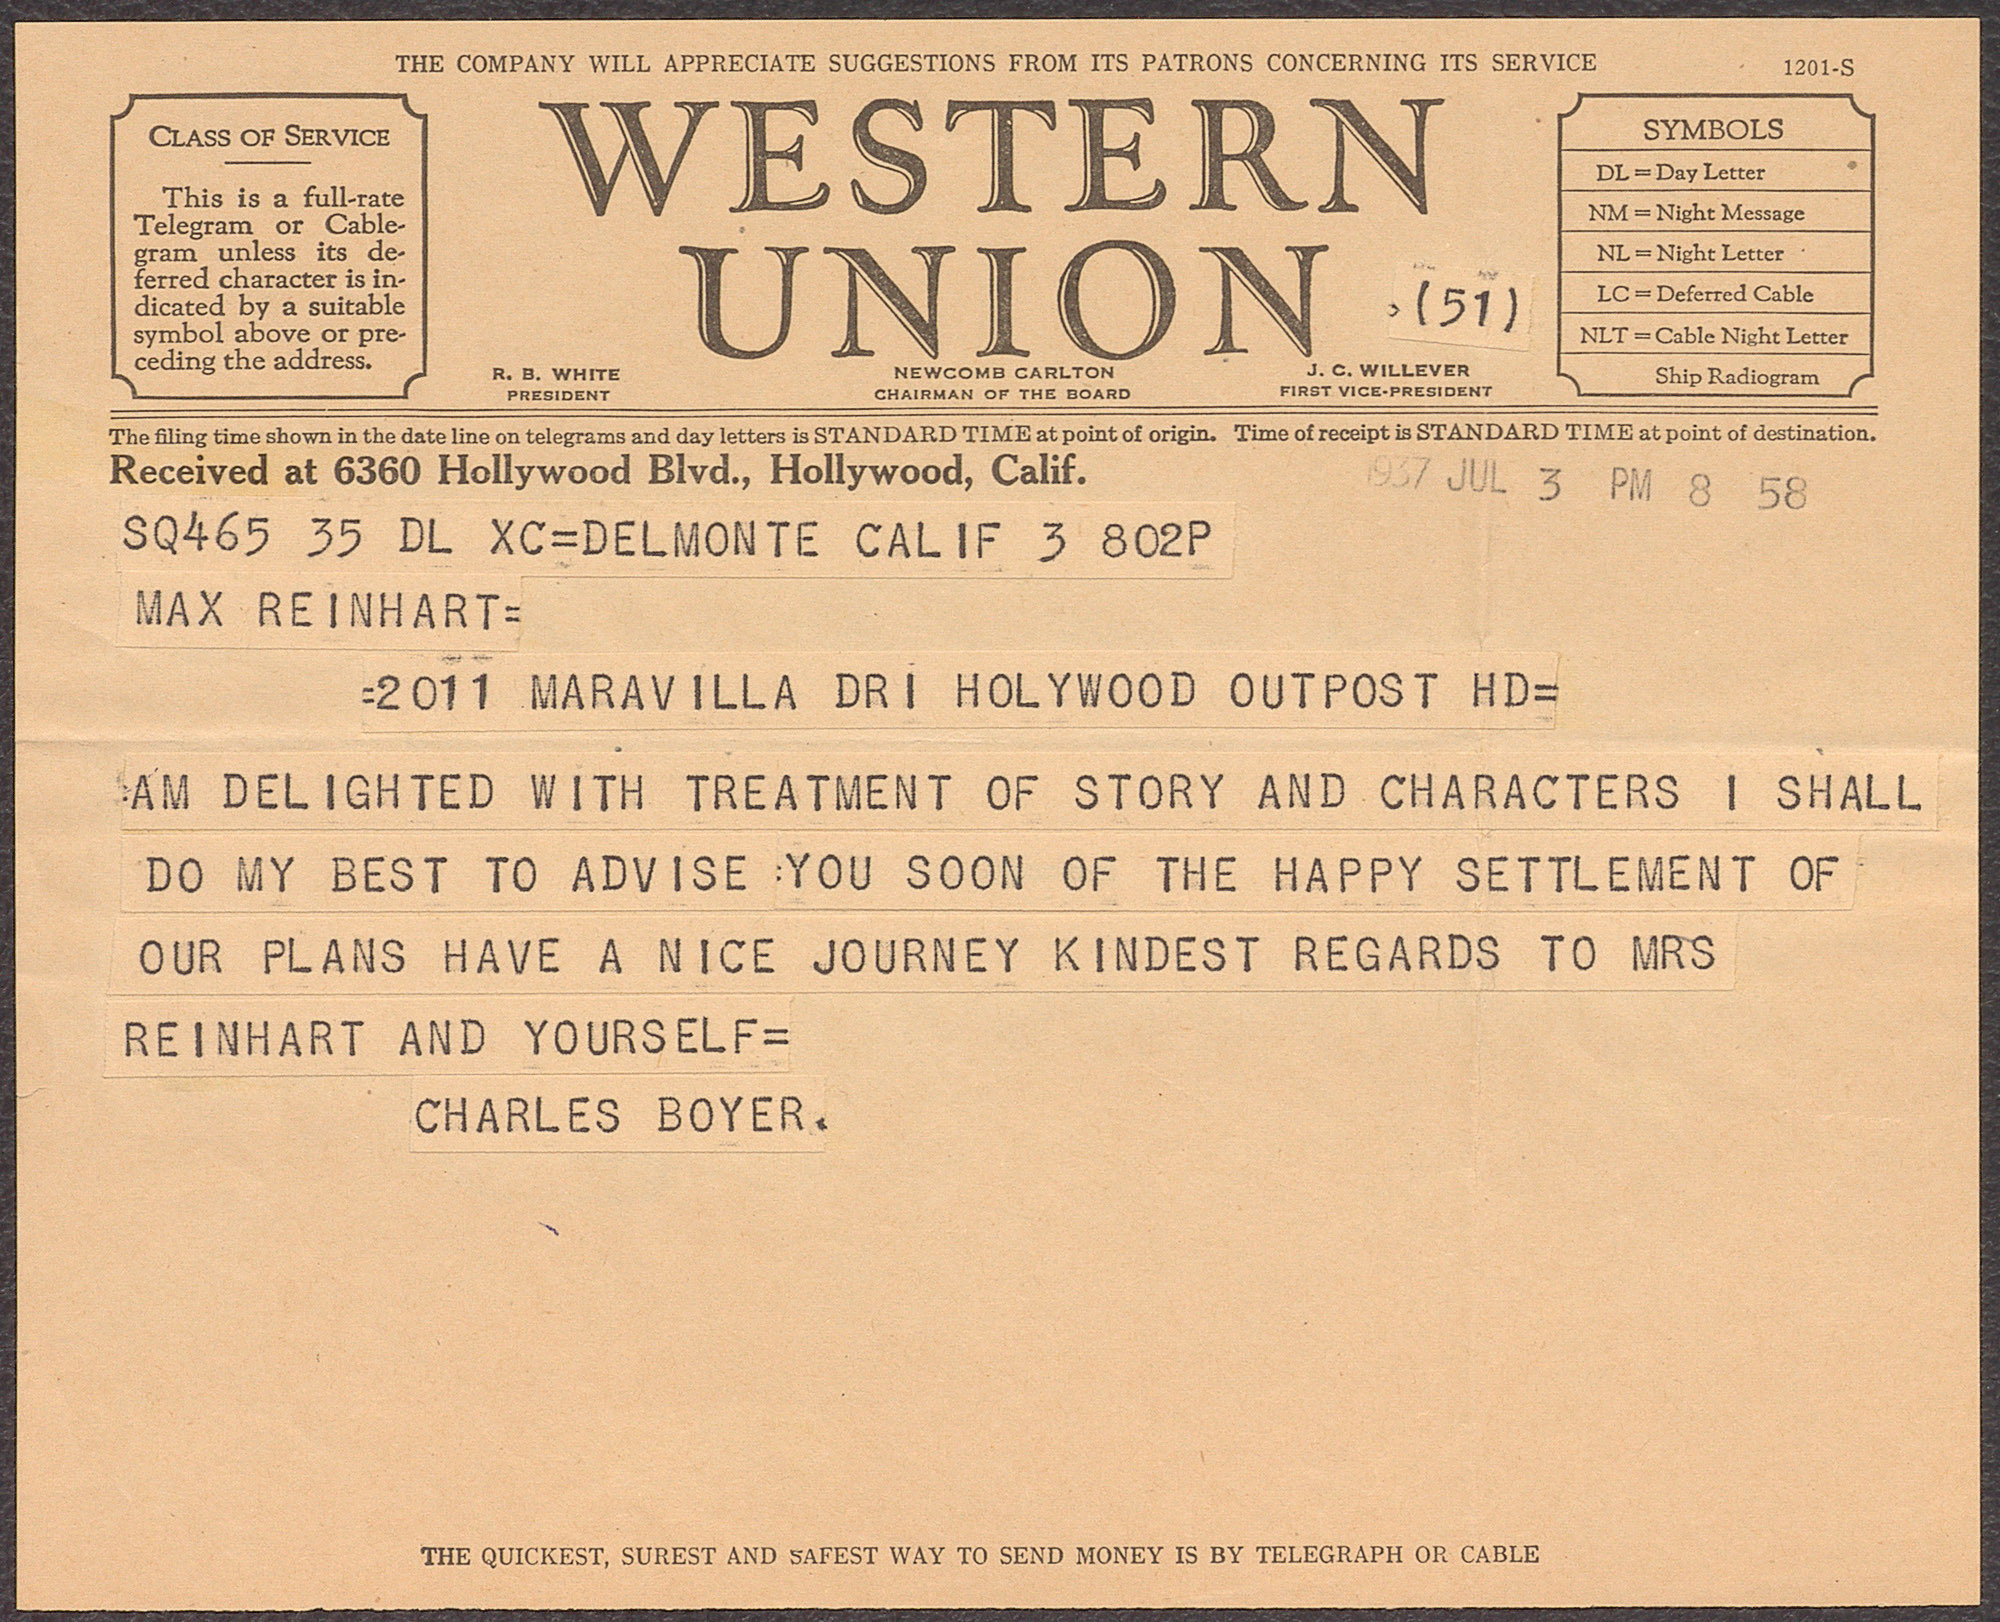 THE COMPANY WILL APPRECIATE SUGGESTIONS FROM ITS PATRONS CONCERNING ITS SERVICE
1201-S
CLASS OF SERVICE
This is a full-rate
Telegram or Cable-
gram unless its de-
ferred character is in-
dicated by a suitable
symbol above or pre-
ceding the address.
WESTERN
UNION
(51)
R. B. WHITE
PRESIDENT
NEWCOMB CARLTON
CHAIRMAN OF THE BOARD
J. C. WILLEVER
FIRST VICE-PRESIDENT
SYMBOLS
DL = Day Letter
NM = Night Message
NL = Night Letter
LC = Deferred Cable
NLT = Cable Night Letter
Ship Radiogram
The filing time shown in the date line on telegrams and day letters is STANDARD TIME at point of origin. Time of receipt is STANDARD TIME at point of destination.
Received at 6360 Hollywood Blvd., Hollywood, Calif.
1937 JUL 3 PM 8 58
SQ465 35 DL XC=DELMONTE CALIF 3 802P
MAX REINHART=
=2011 MARAVILLA DRI HOLYWOOD OUTPOST HD=
:AM DELIGHTED WITH TREATMENT OF STORY AND CHARACTERS I SHALL
DO MY BEST TO ADVISE :YOU SOON OF THE HAPPY SETTLEMENT OF
OUR PLANS HAVE A NICE JOURNEY KINDEST REGARDS TO MRS
REINHART AND YOURSELF=
CHARLES BOYER.
THE QUICKEST, SUREST AND SAFEST WAY TO SEND MONEY IS BY TELEGRAPH OR CABLE